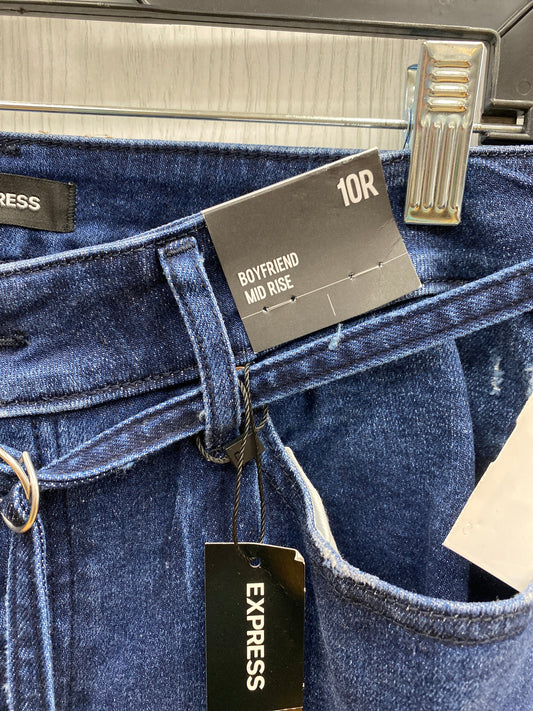 RESS
10R
BOYFRIEND
MID RISE
EXPRESS